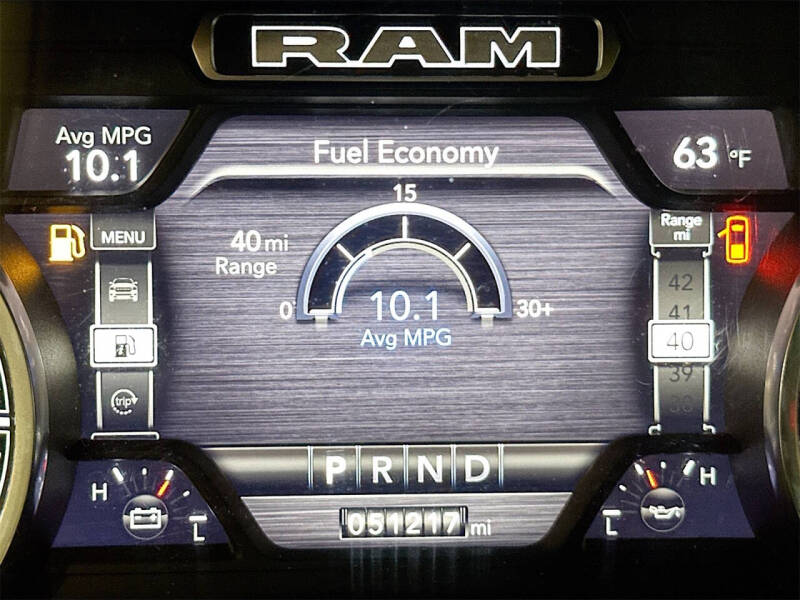 RAM
Avg MPG
10.1
Fuel Economy
63 °F
15
MENU
40 mi
Range
0
30+
10.1
Avg MPG
Range
mi
42
41
40
39
38
trip
P R N D
H
L
051217 mi
L
H